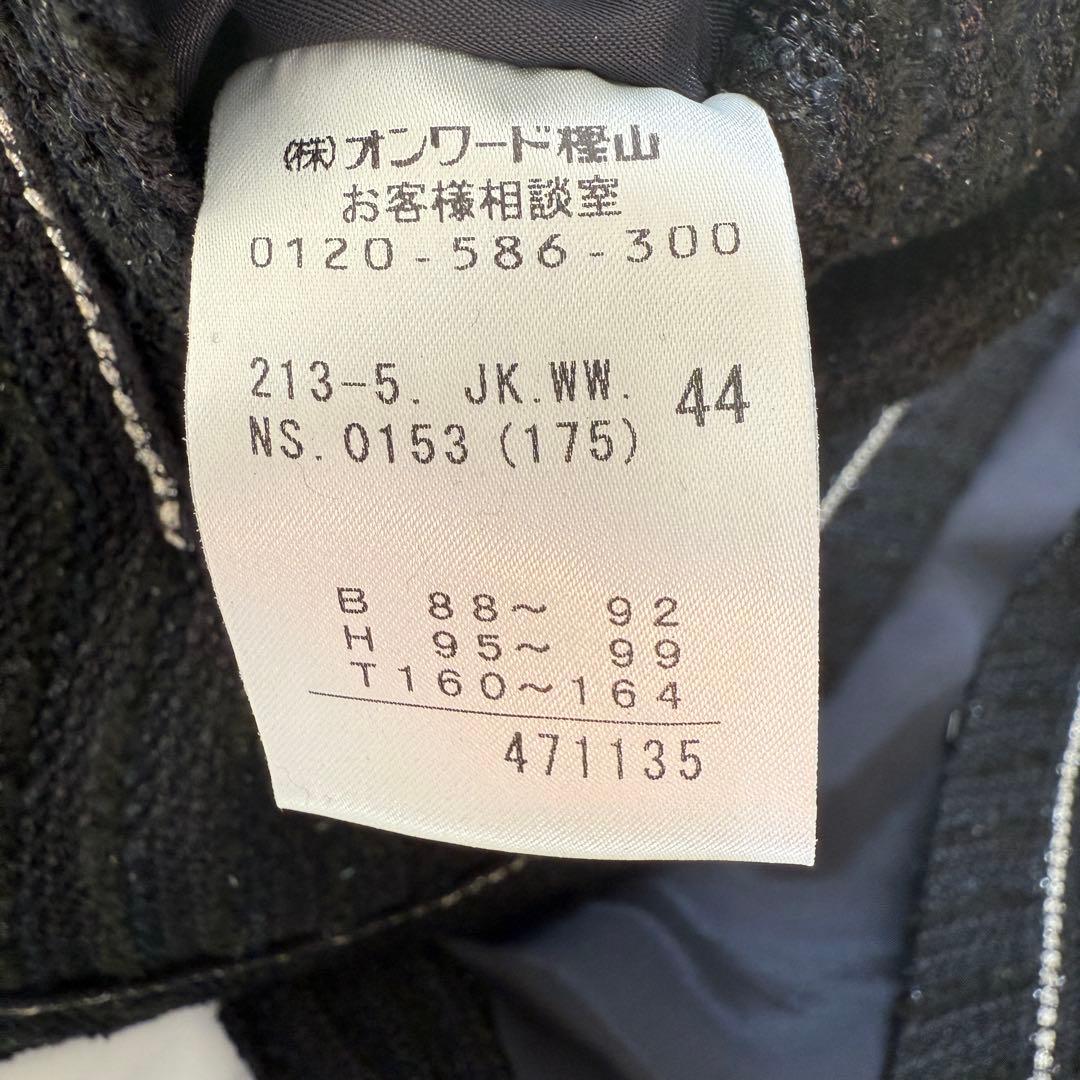 (株)オンワード樫山
お客様相談室
0120-586-300
213-5. JK.WW. 44
NS. 0153 (175)
B 88～ 92
H 95～ 99
T160～164
471135